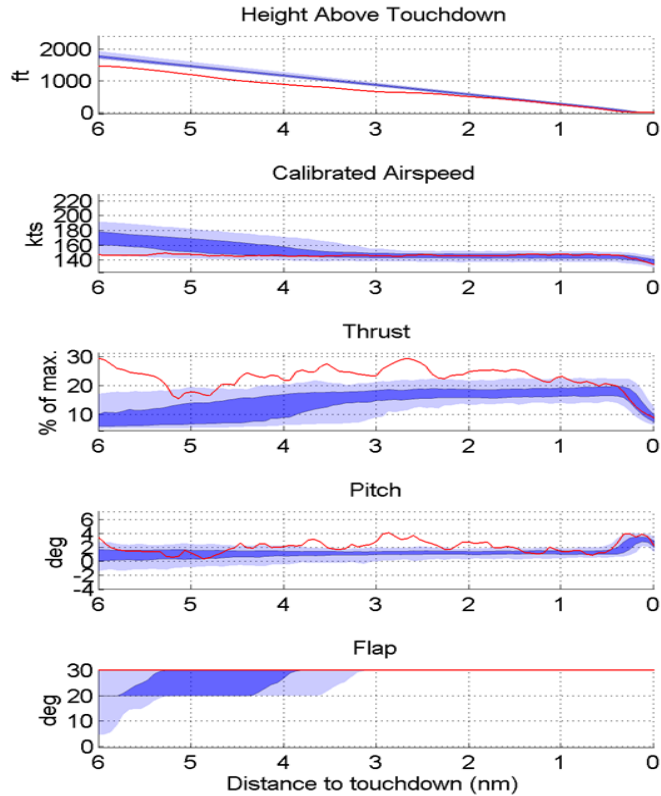 Height Above Touchdown
ft
2000
1000
0
6 5 4 3 2 1 0
Calibrated Airspeed
kts
220
200
180
160
140
6 5 4 3 2 1 0
Thrust
% of max.
30
20
10
6 5 4 3 2 1 0
Pitch
deg
6
4
2
0
-2
-4
6 5 4 3 2 1 0
Flap
deg
30
20
10
0
6 5 4 3 2 1 0
Distance to touchdown (nm)